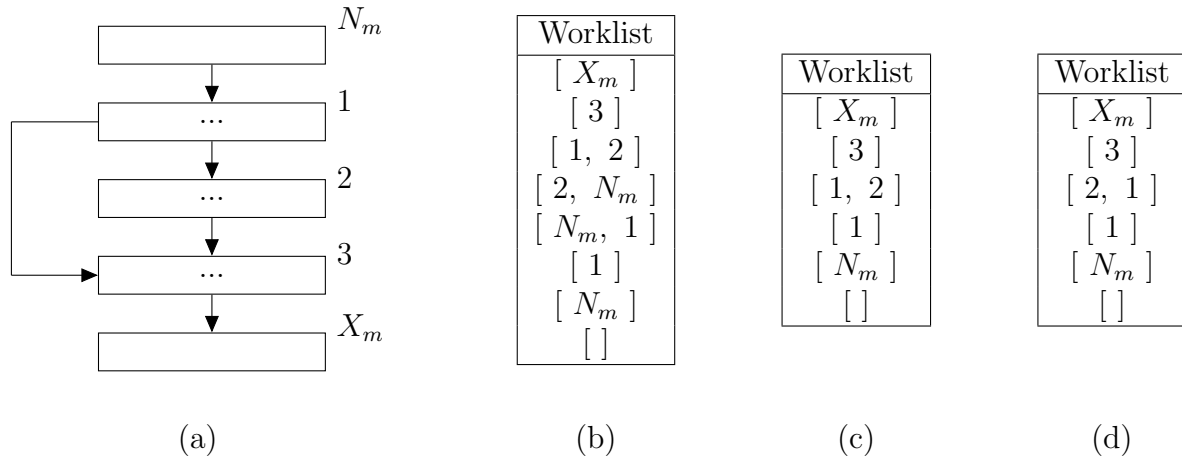 N_m
1
...
2
...
3
...
X_m
(a)
Worklist
[ X_m ]
[ 3 ]
[ 1, 2 ]
[ 2, N_m ]
[ N_m, 1 ]
[ 1 ]
[ N_m ]
[ ]
(b)
Worklist
[ X_m ]
[ 3 ]
[ 1, 2 ]
[ 1 ]
[ N_m ]
[ ]
(c)
Worklist
[ X_m ]
[ 3 ]
[ 2, 1 ]
[ 1 ]
[ N_m ]
[ ]
(d)